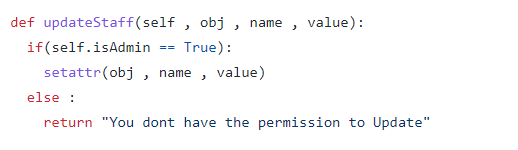 def updateStaff(self , obj , name , value):
  if(self.isAdmin == True):
    setattr(obj , name , value)
  else :
    return "You dont have the permission to Update"